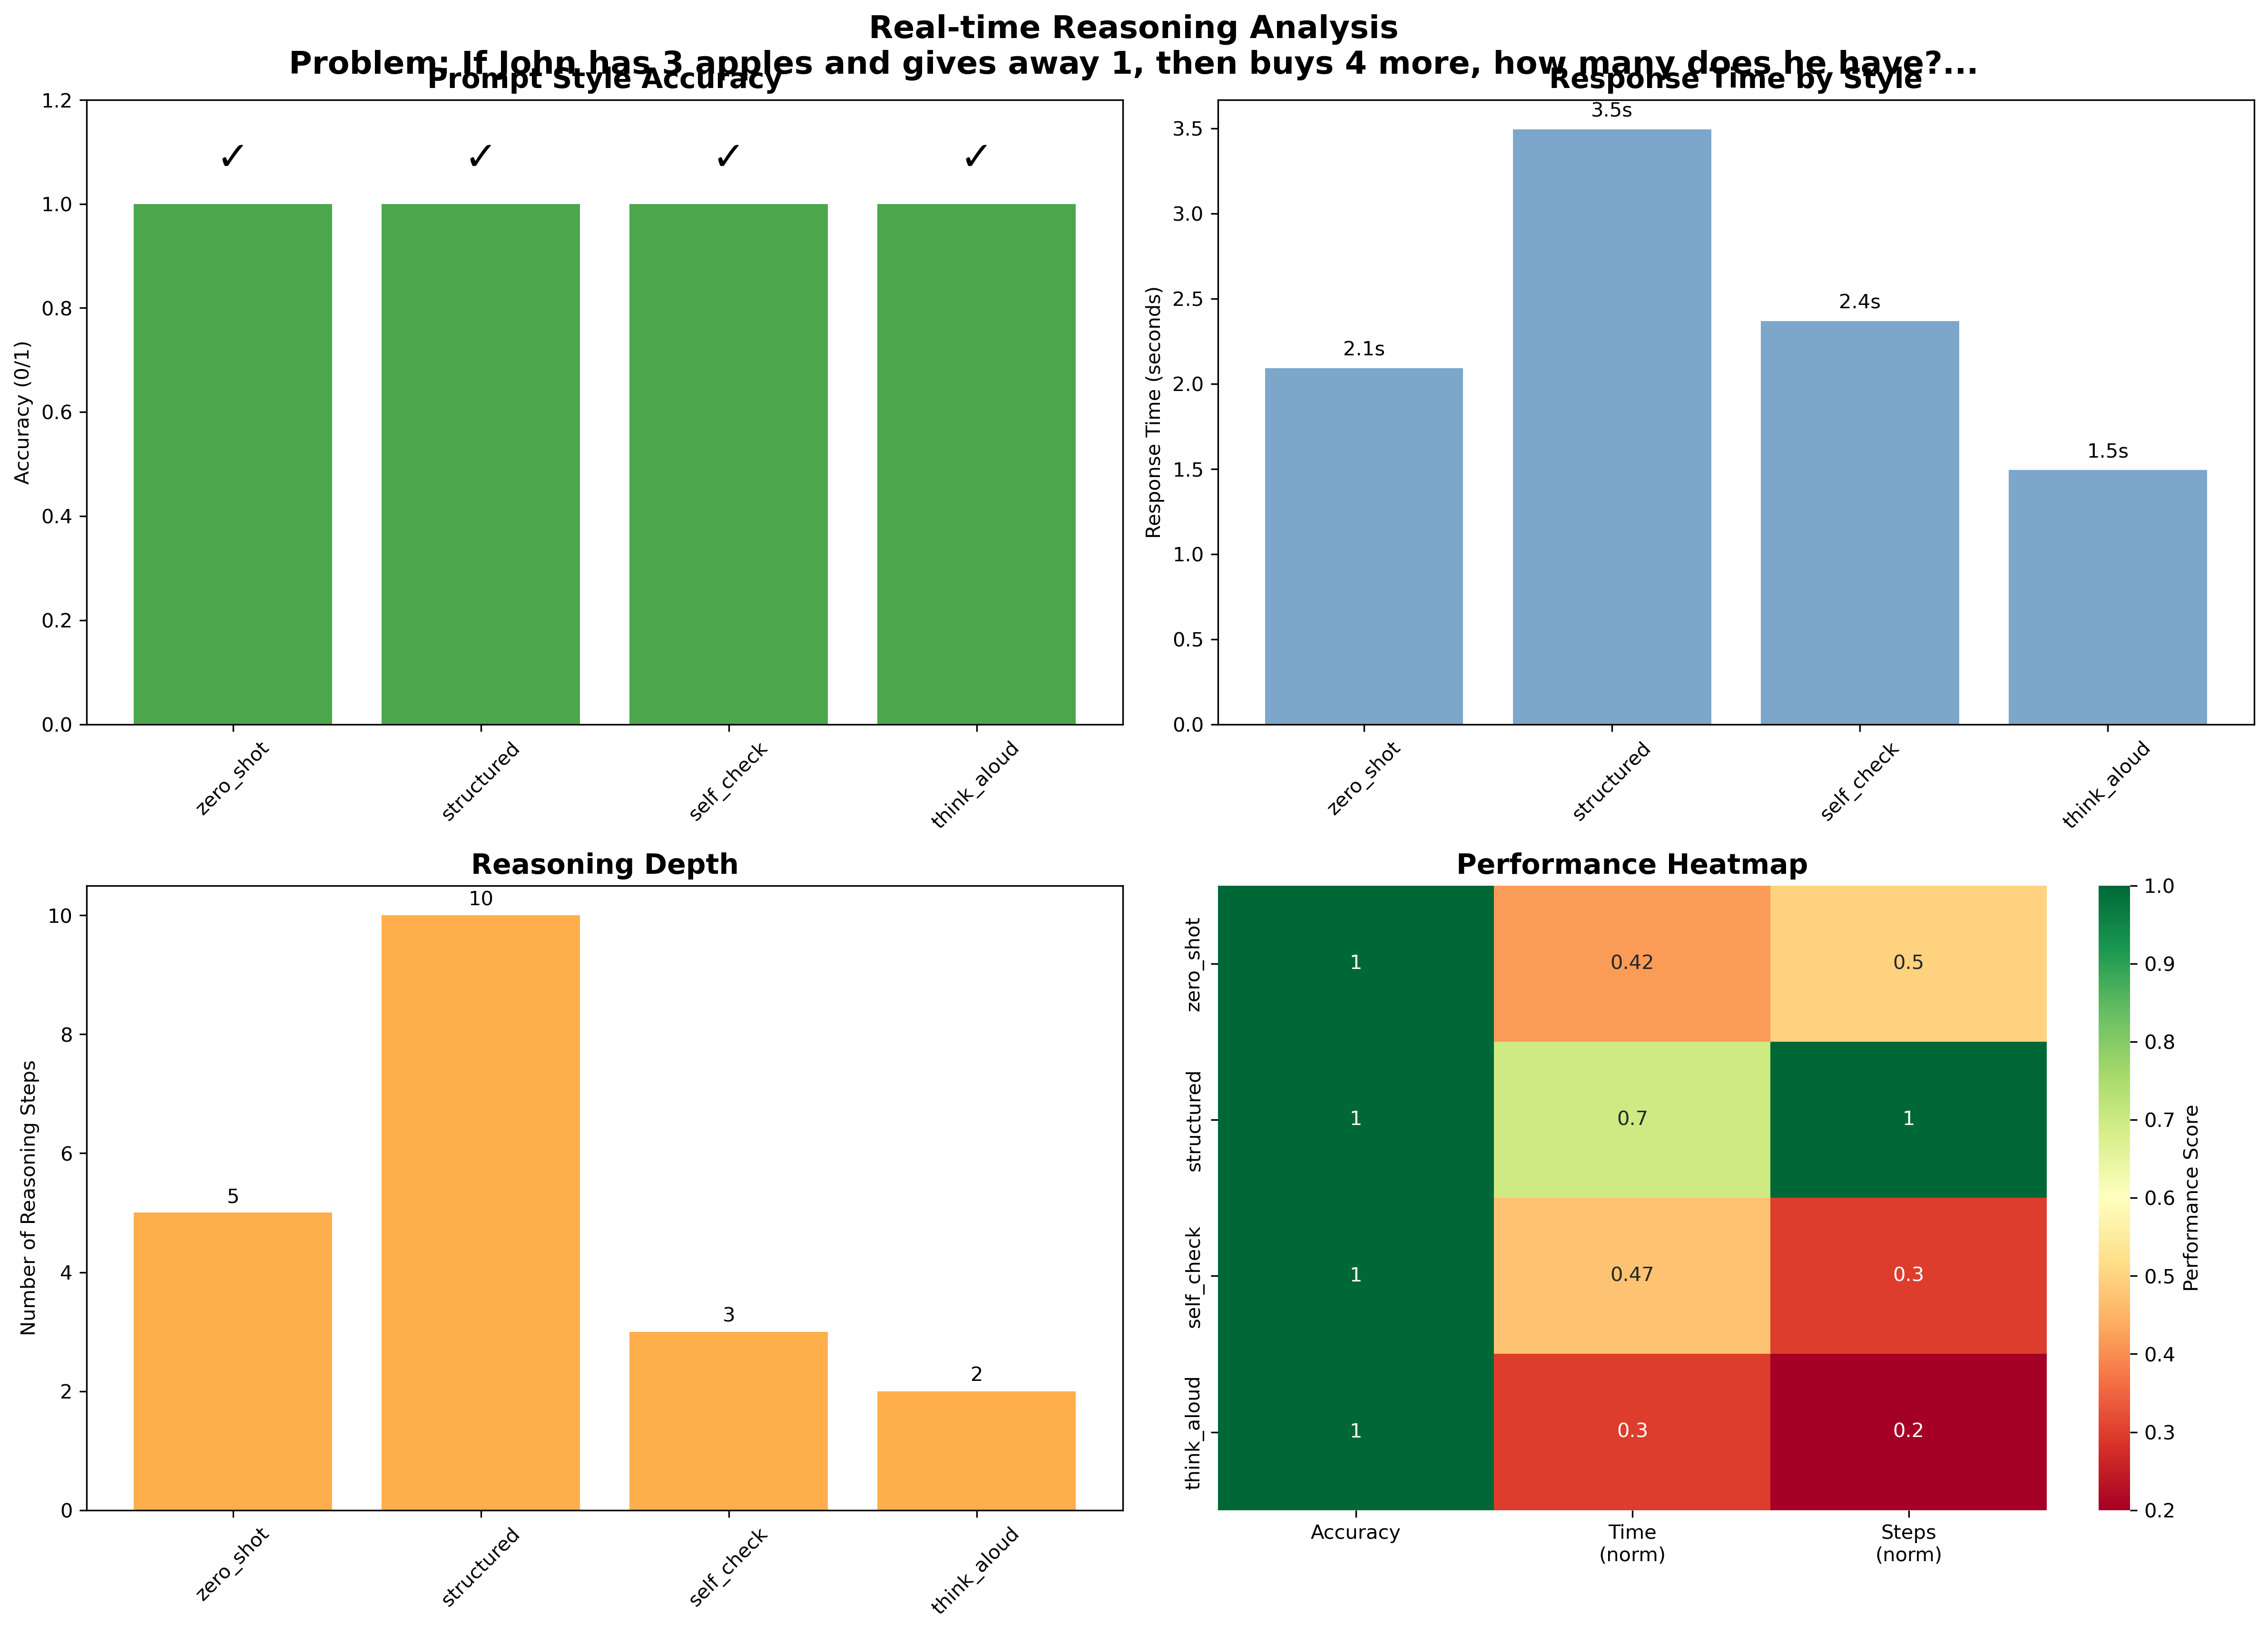 Real-time Reasoning Analysis
Problem: If John has 3 apples and gives away 1, then buys 4 more, how many does he have?...
Prompt Style Accuracy
1.2
1.0
0.8
0.6
0.4
0.2
0.0
Accuracy (0/1)
✓ ✓ ✓ ✓
zero_shot structured self_check think_aloud
Response Time by Style
3.5
3.0
2.5
2.0
1.5
1.0
0.5
0.0
Response Time (seconds)
2.1s
3.5s
2.4s
1.5s
zero_shot structured self_check think_aloud
Reasoning Depth
10
8
6
4
2
0
Number of Reasoning Steps
5
10
3
2
zero_shot structured self_check think_aloud
Performance Heatmap
zero_shot
structured
self_check
think_aloud
1 0.42 0.5
1 0.7 1
1 0.47 0.3
1 0.3 0.2
Accuracy
Time
(norm)
Steps
(norm)
1.0
0.9
0.8
0.7
0.6
0.5
0.4
0.3
0.2
Performance Score